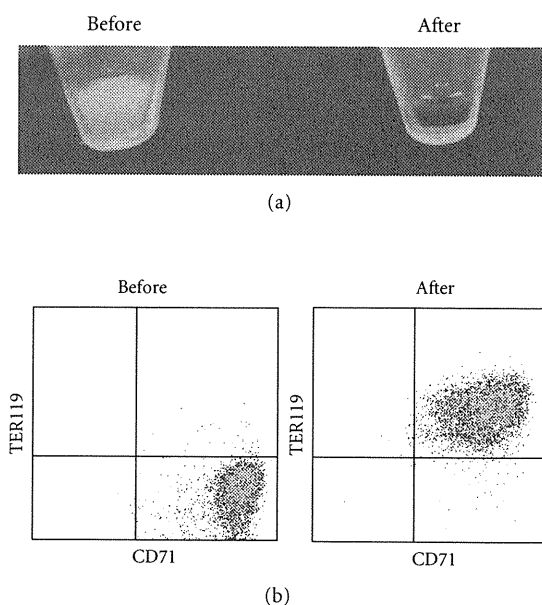 Before After
(a)
Before After
TER119 TER119
CD71 CD71
(b)